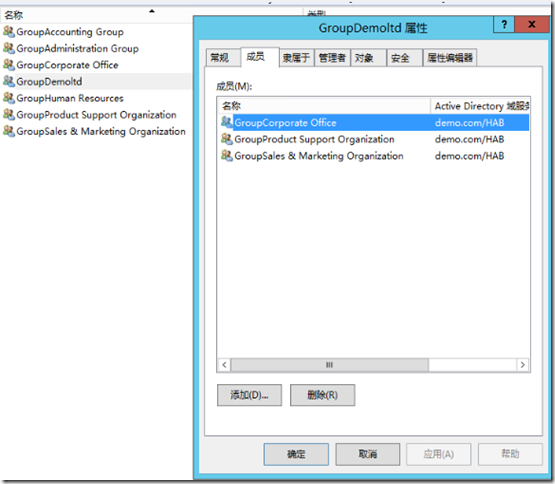 名称
GroupAccounting Group
GroupAdministration Group
GroupCorporate Office
GroupDemoltd
GroupHuman Resources
GroupProduct Support Organization
GroupSales & Marketing Organization
GroupDemoltd 属性
? x
常规 成员 隶属于 管理者 对象 安全 属性编辑器
成员(M):
名称 Active Directory 域服务
GroupCorporate Office demo.com/HAB
GroupProduct Support Organization demo.com/HAB
GroupSales & Marketing Organization demo.com/HAB
添加(D)... 删除(R)
确定 取消 应用(A) 帮助